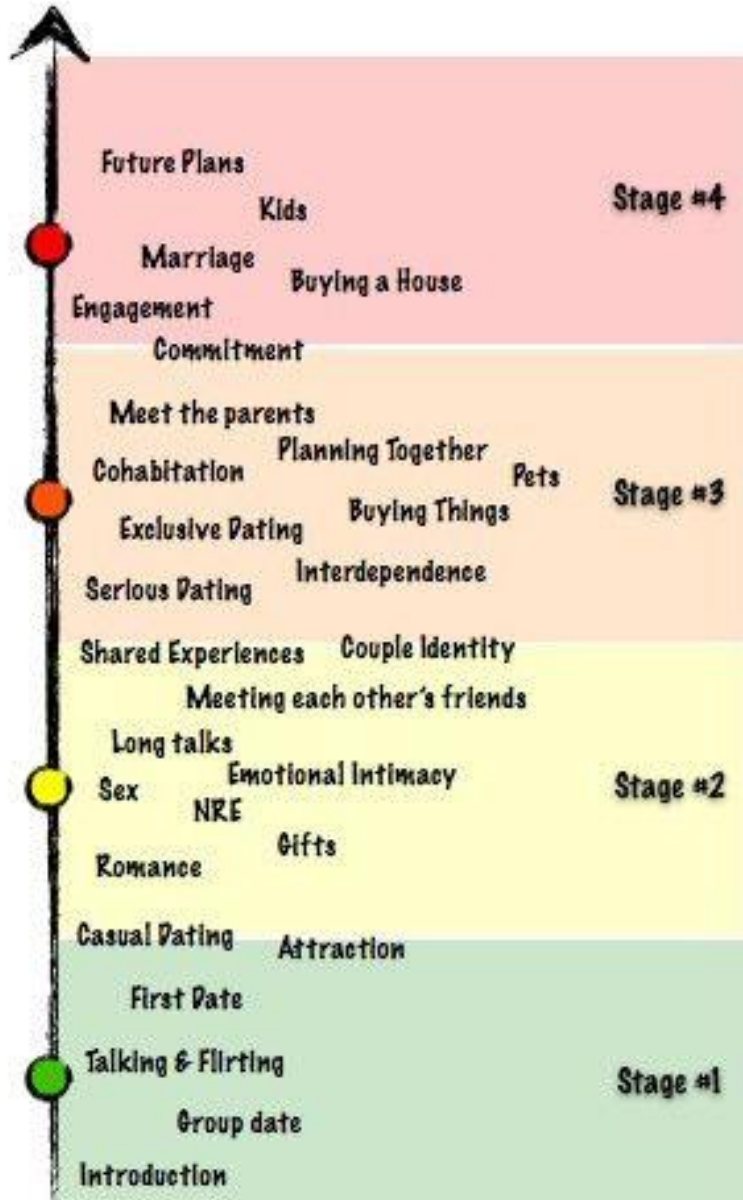 Future Plans
Kids
Stage #4
Marriage
Buying a House
Engagement
Commitment
Meet the parents
Planning Together
Cohabitation
Pets
Stage #3
Buying Things
Exclusive Dating
Interdependence
Serious Dating
Shared Experiences
Couple Identity
Meeting each other's friends
Long talks
Emotional Intimacy
Sex
Stage #2
NRE
Gifts
Romance
Casual Dating
Attraction
First Date
Talking & Flirting
Stage #1
Group date
Introduction